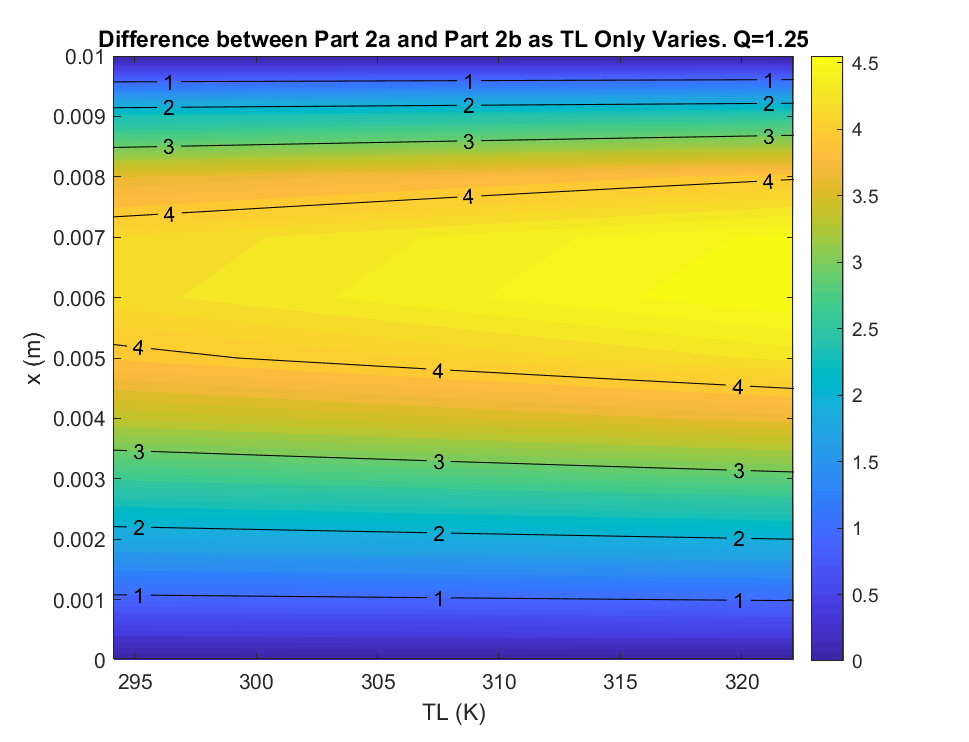 Difference between Part 2a and Part 2b as TL Only Varies. Q=1.25
0.01
0.009
0.008
0.007
0.006
0.005
0.004
0.003
0.002
0.001
0
x (m)
1 1 1
2 2 2
3 3 3
4 4 4
4 4 4
3 3 3
2 2 2
1 1 1
295 300 305 310 315 320
TL (K)
4.5
4
3.5
3
2.5
2
1.5
1
0.5
0